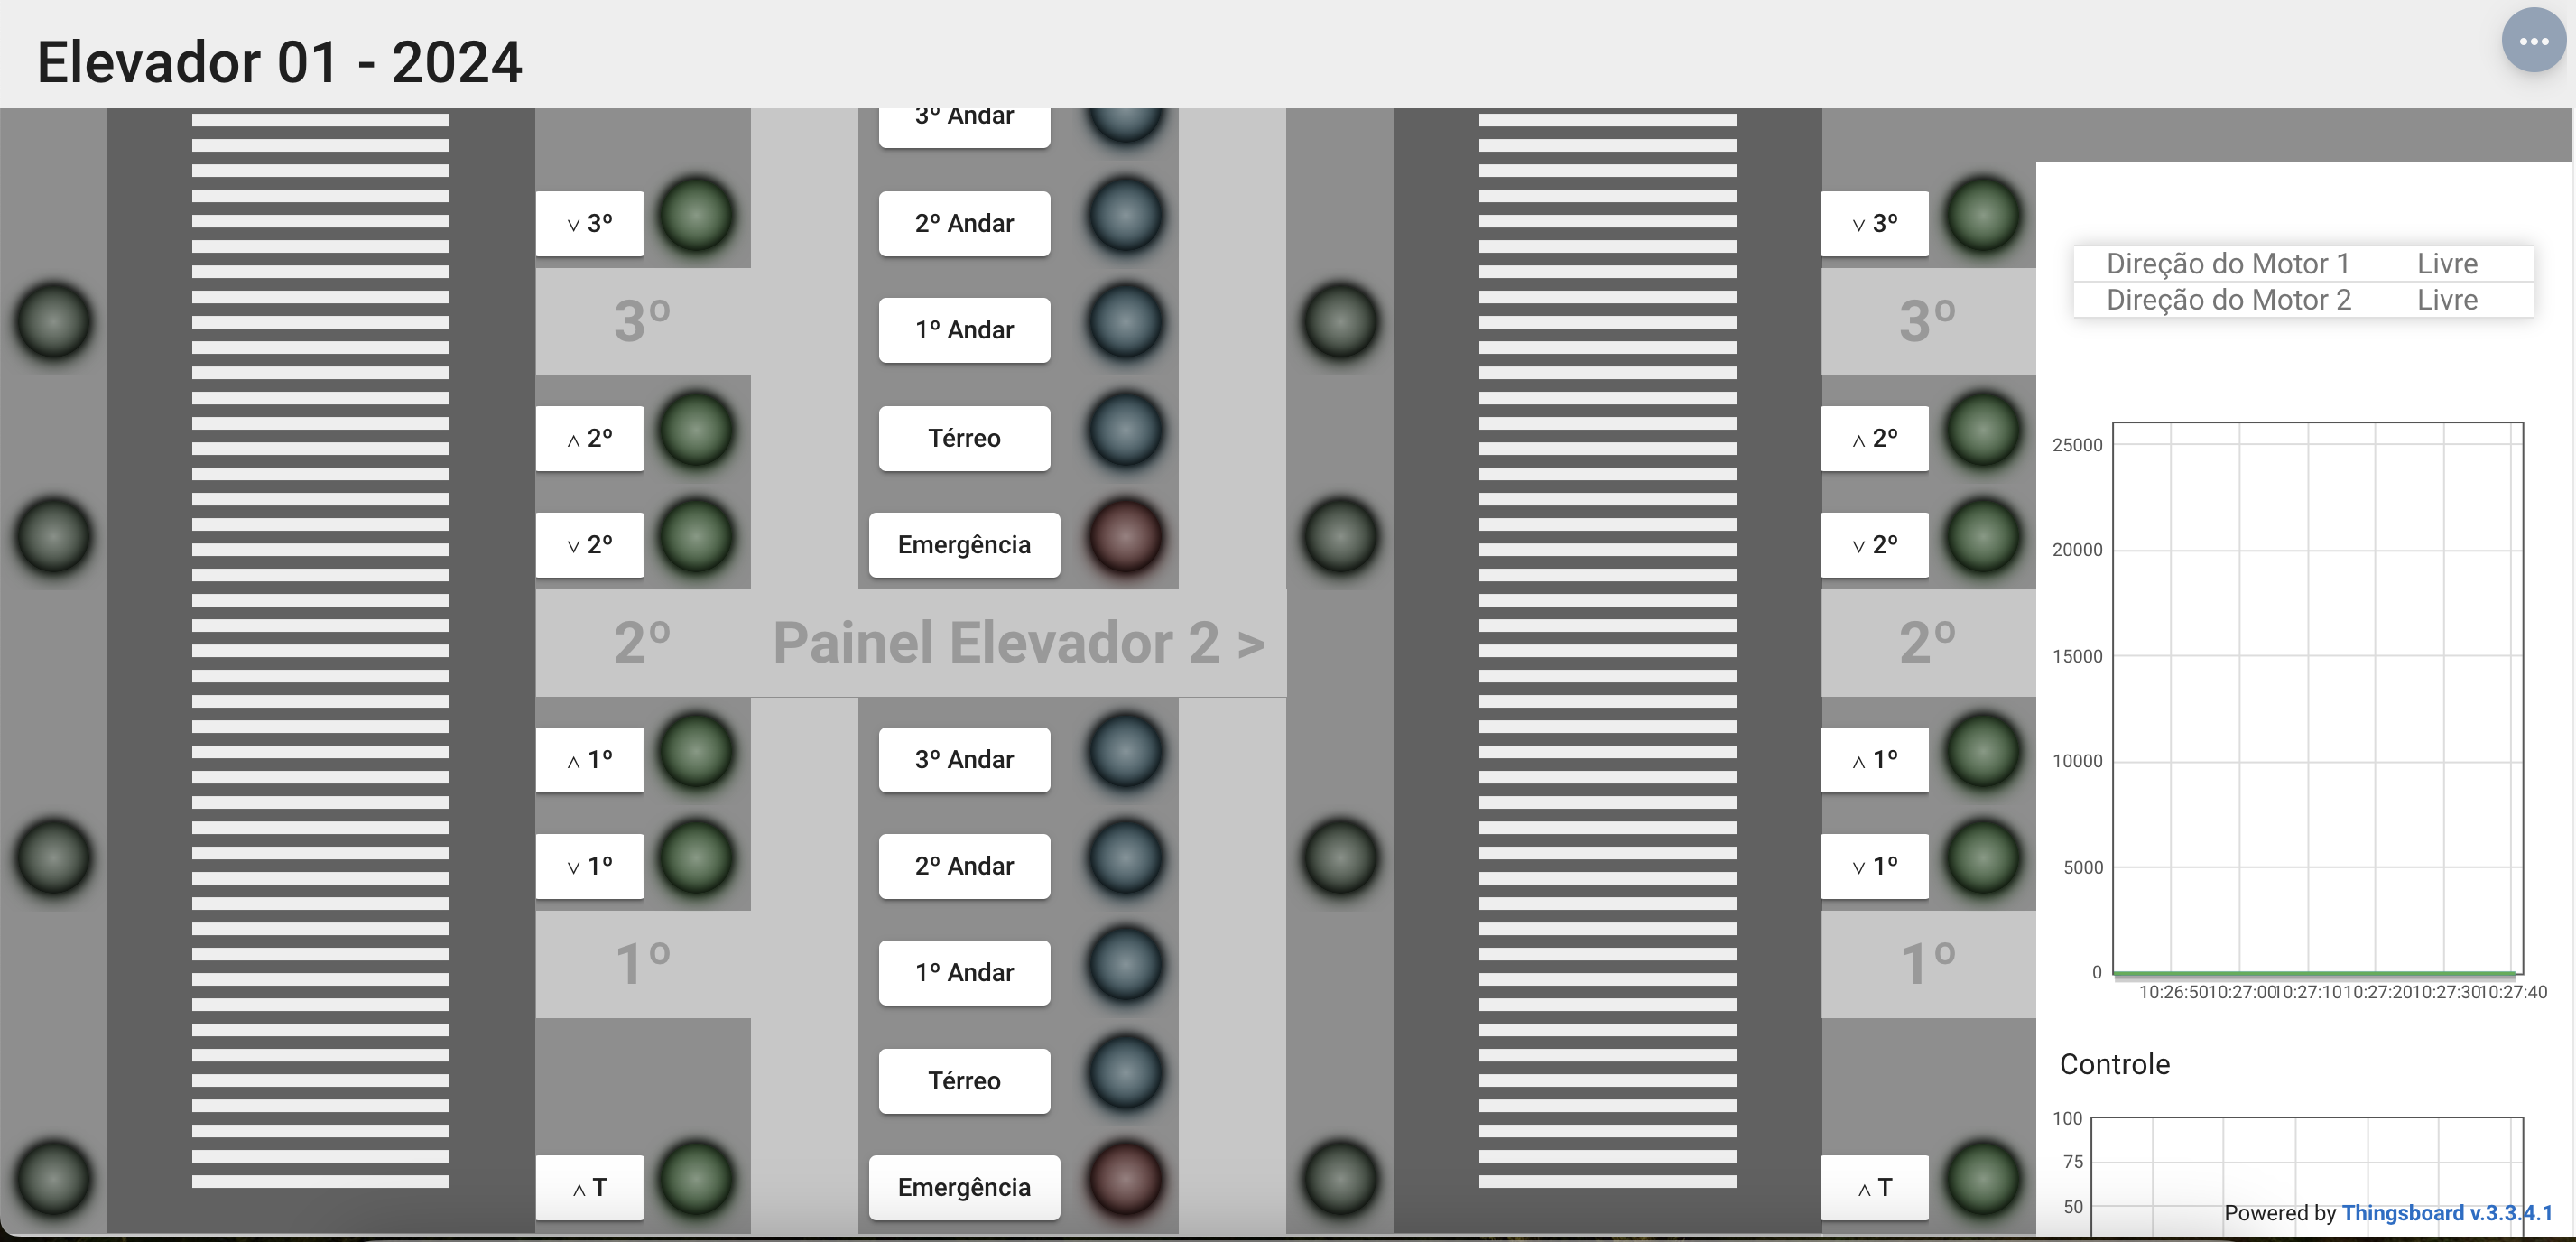 Elevador 01 - 2024
3º Andar
∨ 3º
2º Andar
∨ 3º
3º
1º Andar
3º
∧ 2º
Térreo
∧ 2º
∨ 2º
Emergência
∨ 2º
2º
Painel Elevador 2 >
2º
∧ 1º
3º Andar
∧ 1º
∨ 1º
2º Andar
∨ 1º
1º
1º Andar
1º
Térreo
∧ T
Emergência
∧ T
Direção do Motor 1 Livre
Direção do Motor 2 Livre
25000
20000
15000
10000
5000
0
10:26:50 10:27:00 10:27:10 10:27:20 10:27:30 10:27:40
Controle
100
75
50
Powered by Thingsboard v.3.3.4.1